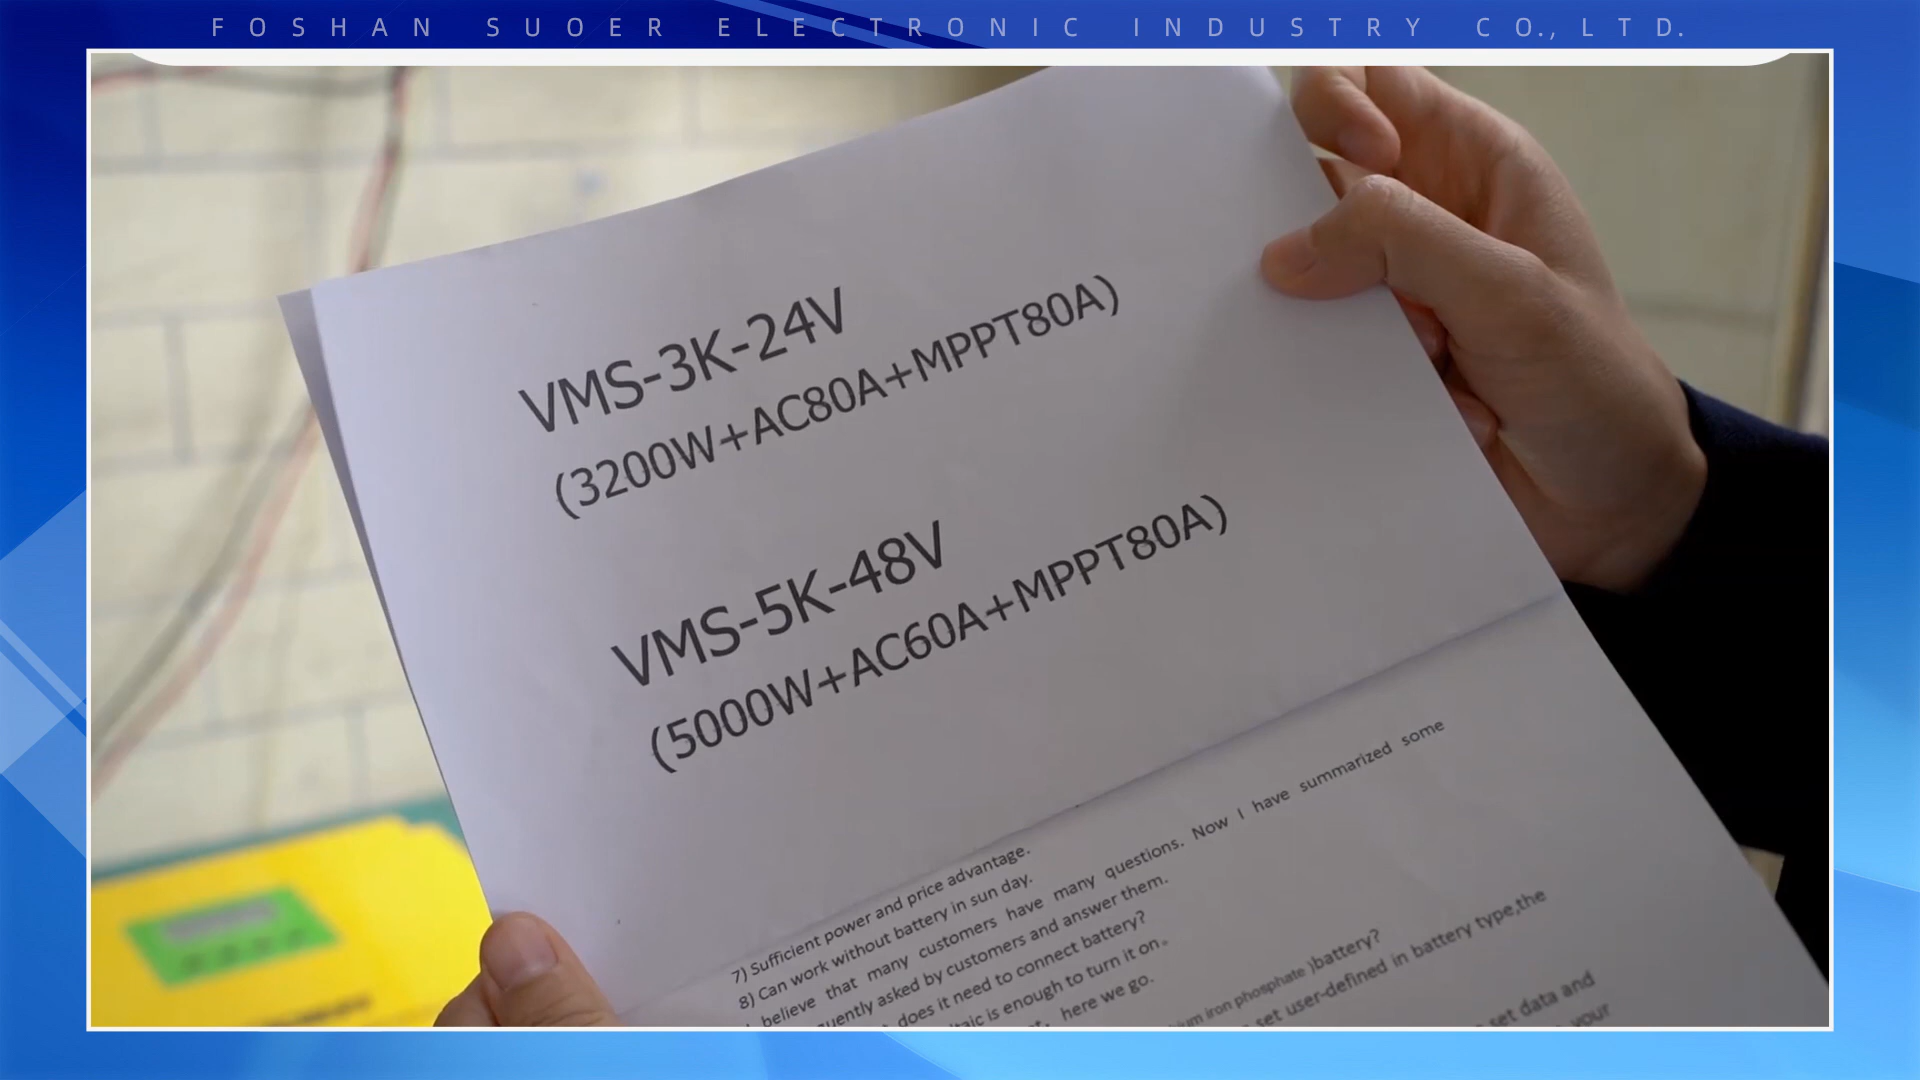 FOSHAN SUOER ELECTRONIC INDUSTRY CO., LTD.
VMS-3K-24V
(3200W+AC80A+MPPT80A)
VMS-5K-48V
(5000W+AC60A+MPPT80A)
7) Sufficient power and price advantage.
8) Can work without battery in sun day.
believe that many customers have many questions. Now I have summarized some
asked by customers and answer them.
does it need to connect battery?
is enough to turn it on。
here we go.
iron phosphate )battery?
set user-defined in battery type,the
set data and
your